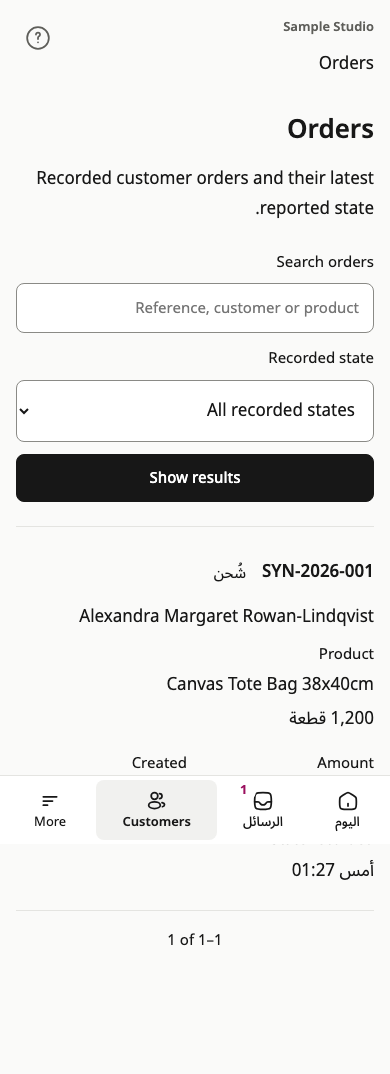 Sample Studio
Orders
Orders
Recorded customer orders and their latest
reported state.
Search orders
Reference, customer or product
Recorded state
All recorded states
Show results
SYN-2026-001 شُحن
Alexandra Margaret Rowan-Lindqvist
Product
Canvas Tote Bag 38x40cm
1,200 قطعة
Amount Created
اليوم
الرسائل 1
Customers
More
أمس 01:27
1–1 of 1